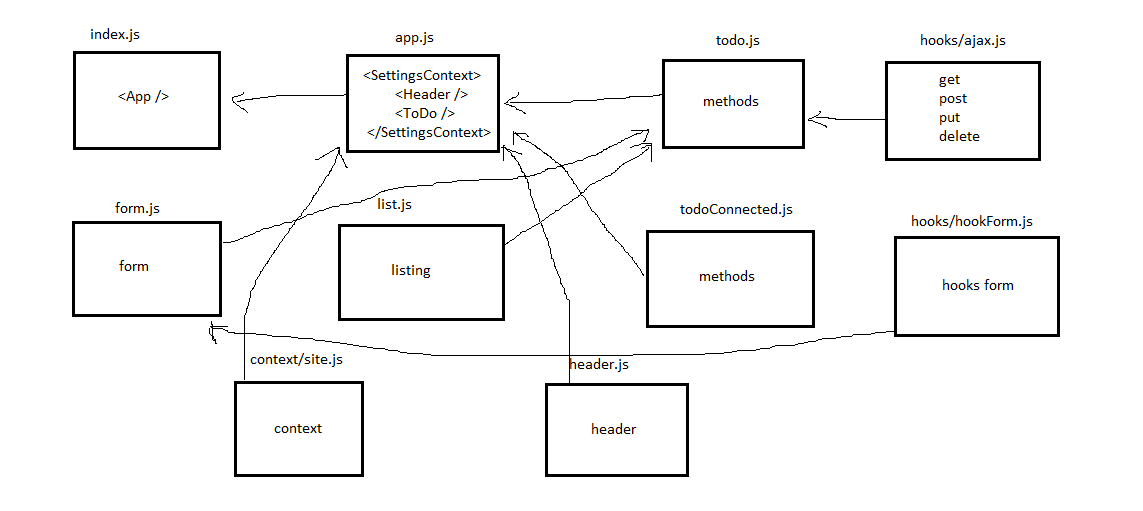 index.js
<App />
app.js
<SettingsContext>
<Header />
<ToDo />
</SettingsContext>
todo.js
methods
hooks/ajax.js
get
post
put
delete
form.js
form
list.js
listing
todoConnected.js
methods
hooks/hookForm.js
hooks form
context/site.js
context
header.js
header